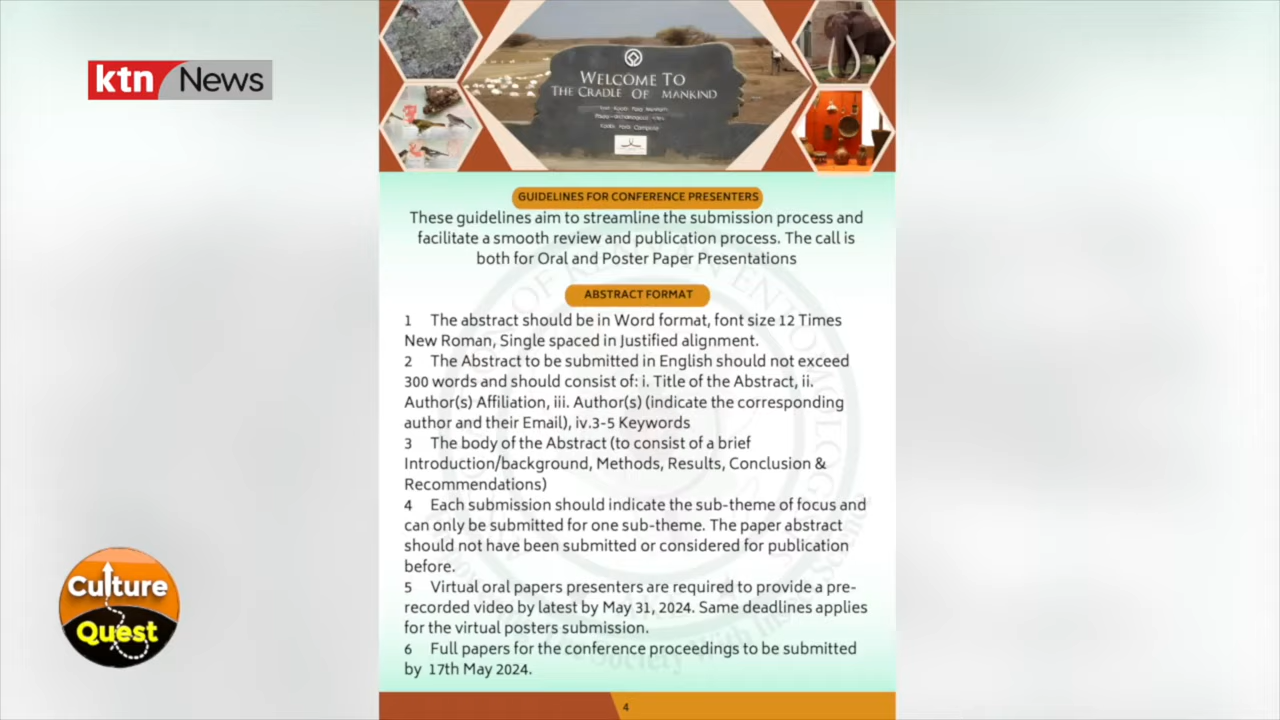 ktn News
WELCOME TO
THE CRADLE OF MANKIND
GUIDELINES FOR CONFERENCE PRESENTERS
These guidelines aim to streamline the submission process and
facilitate a smooth review and publication process. The call is
both for Oral and Poster Paper Presentations
ABSTRACT FORMAT
1 The abstract should be in Word format, font size 12 Times
New Roman, Single spaced in Justified alignment.
2 The Abstract to be submitted in English should not exceed
300 words and should consist of: i. Title of the Abstract, ii.
Author(s) Affiliation, iii. Author(s) (indicate the corresponding
author and their Email), iv.3-5 Keywords
3 The body of the Abstract (to consist of a brief
Introduction/background, Methods, Results, Conclusion &
Recommendations)
4 Each submission should indicate the sub-theme of focus and
can only be submitted for one sub-theme. The paper abstract
should not have been submitted or considered for publication
before.
5 Virtual oral papers presenters are required to provide a pre-
recorded video by latest by May 31, 2024. Same deadlines applies
for the virtual posters submission.
6 Full papers for the conference proceedings to be submitted
by 17th May 2024.
4
Culture
Quest